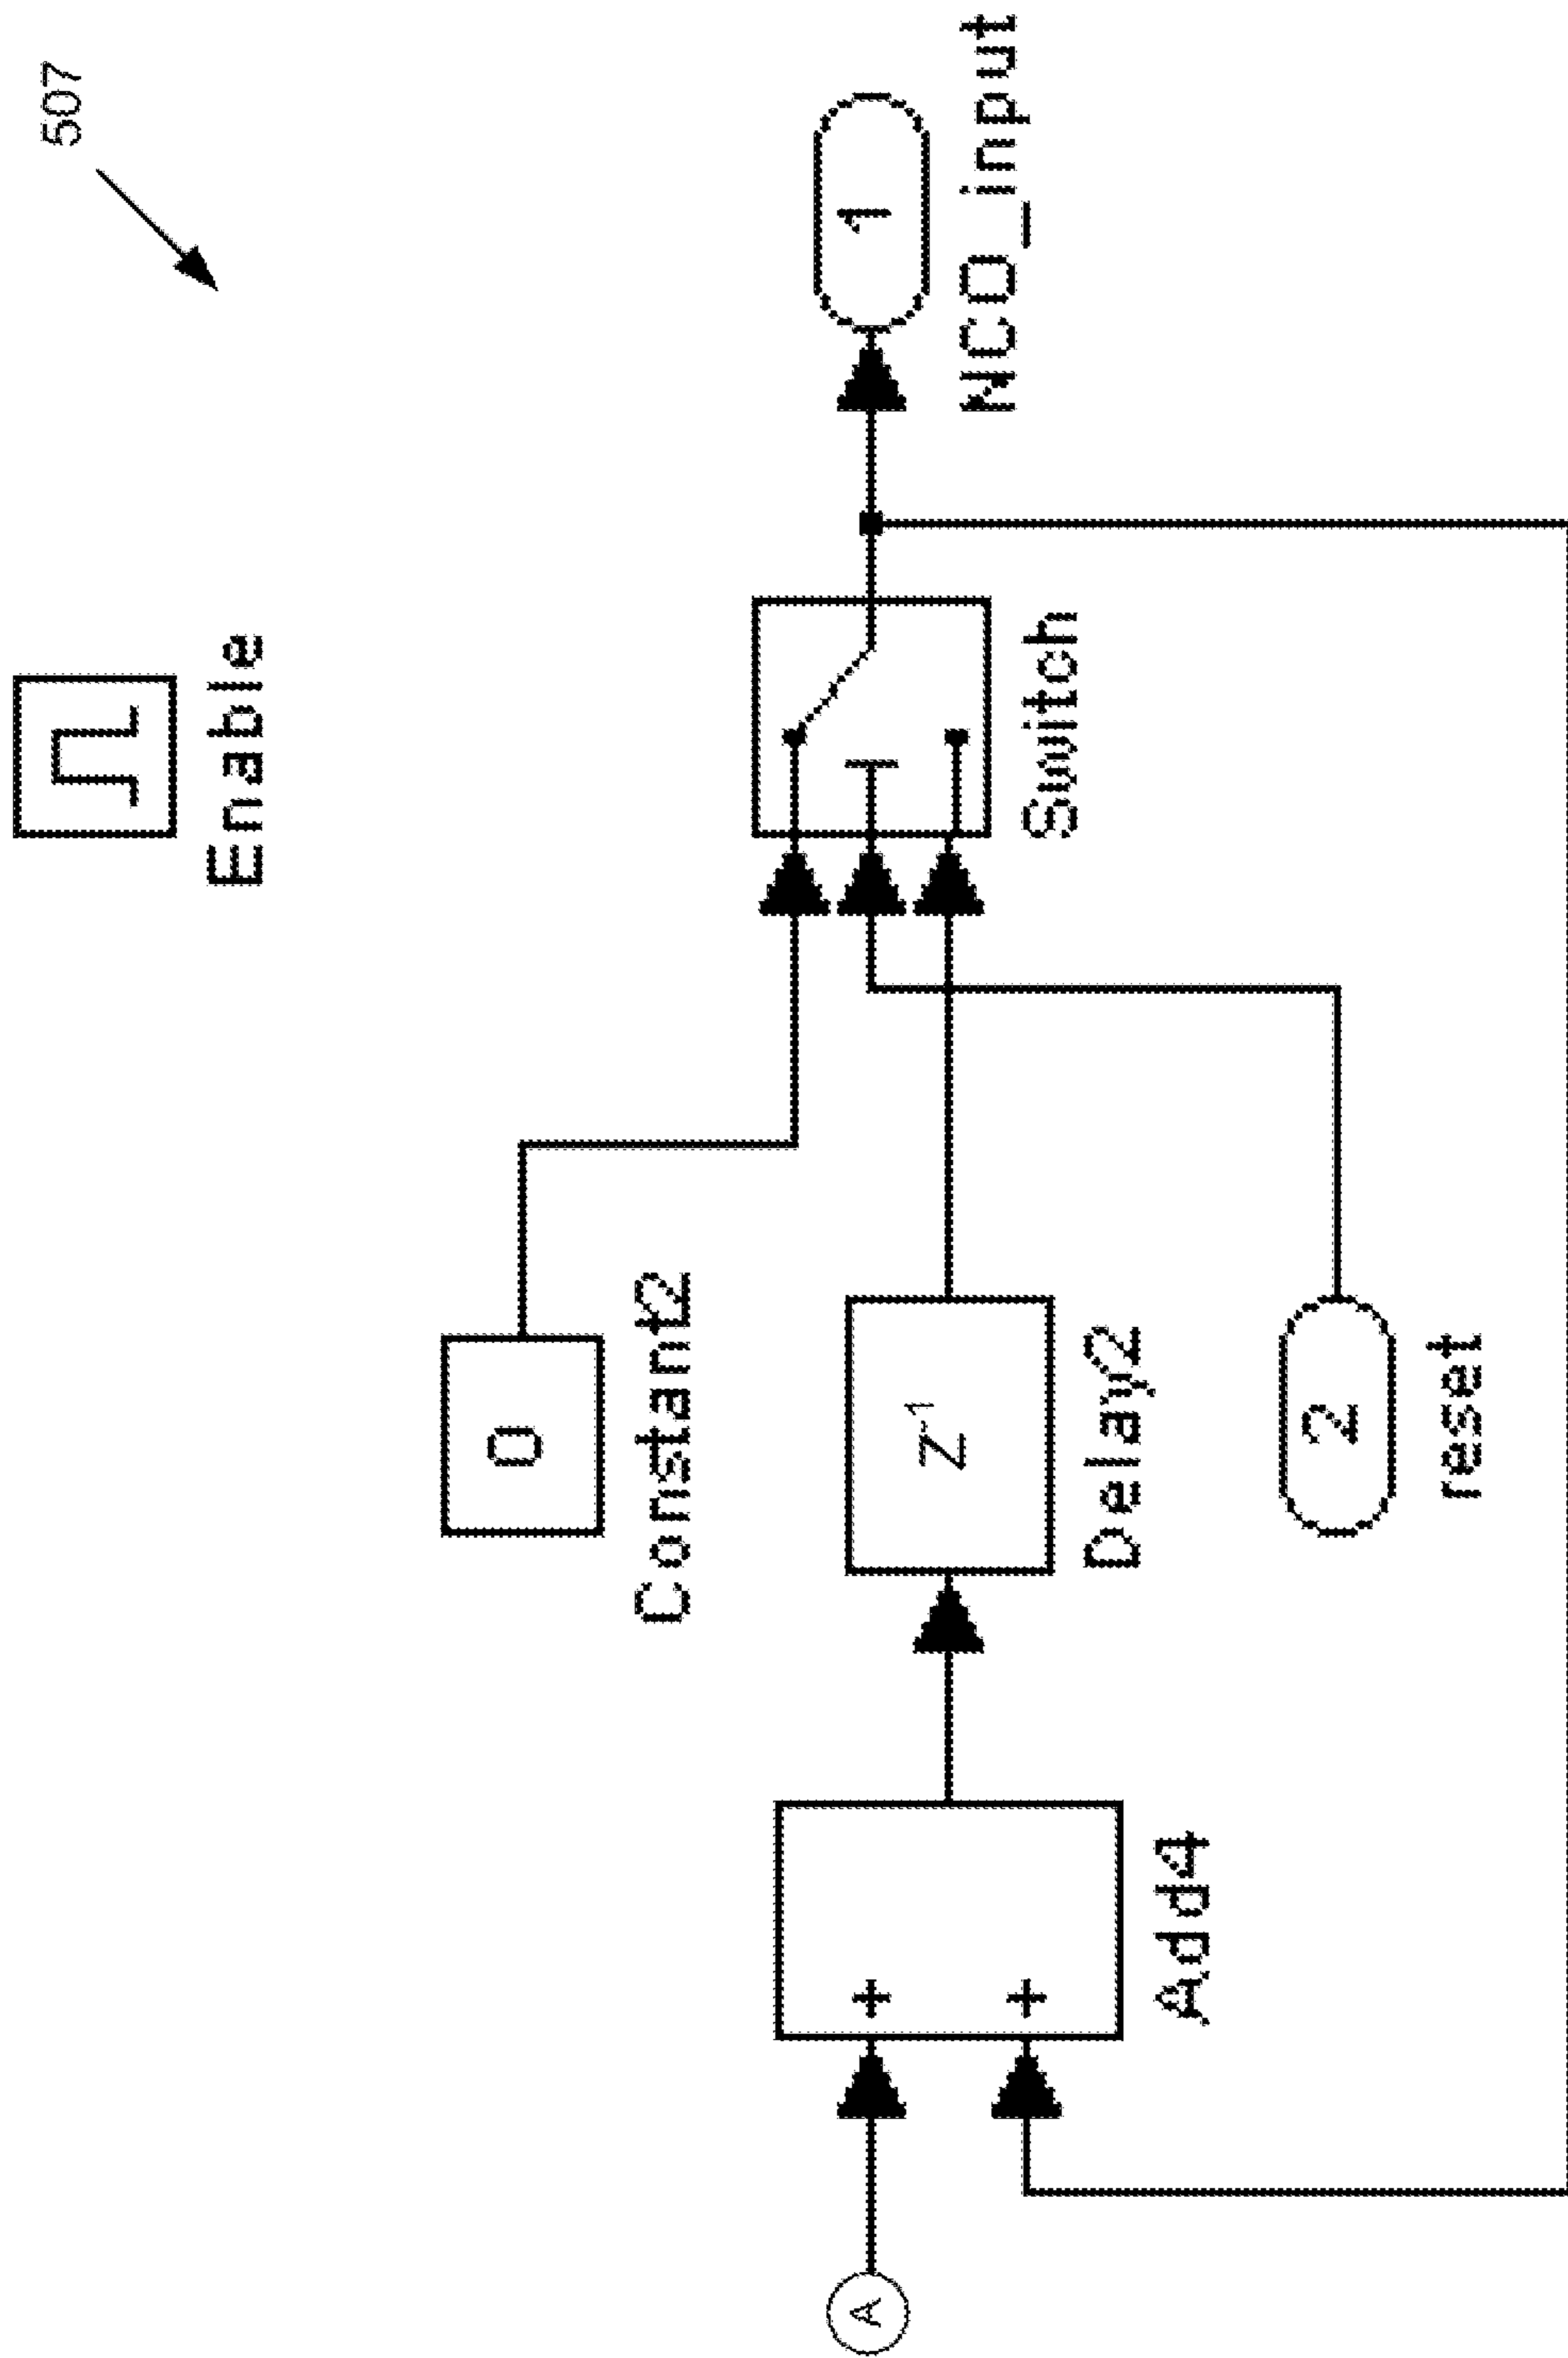 507
Enable
0
Constant2
A
+
+
Add4
Z-1
Delay2
2
reset
Switch
1
NCO_input